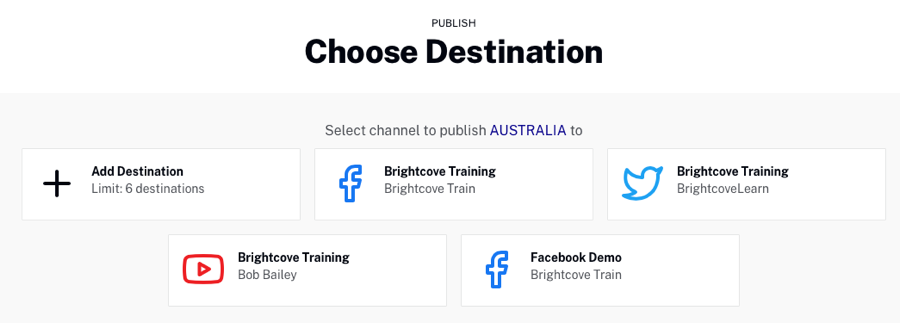 PUBLISH
Choose Destination
Select channel to publish AUSTRALIA to
Add Destination
Limit: 6 destinations
Brightcove Training
Brightcove Train
Brightcove Training
BrightcoveLearn
Brightcove Training
Bob Bailey
Facebook Demo
Brightcove Train